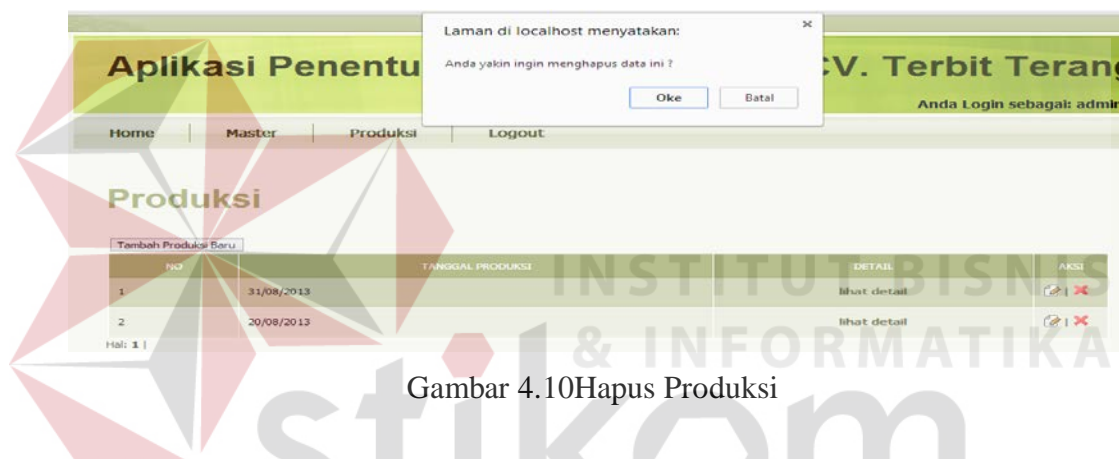 Laman di localhost menyatakan:
Anda yakin ingin menghapus data ini ?
Oke Batal
Aplikasi Penentu CV. Terbit Terang
Anda Login sebagai: admin
Home Master Produksi Logout
Produksi
Tambah Produksi Baru
NO TANGGAL PRODUKSI DETAIL AKSI
1 31/08/2013 lihat detail |
2 20/08/2013 lihat detail |
Hal: 1 |
INSTITUT BISNIS
& INFORMATIKA
stikom
Gambar 4.10Hapus Produksi